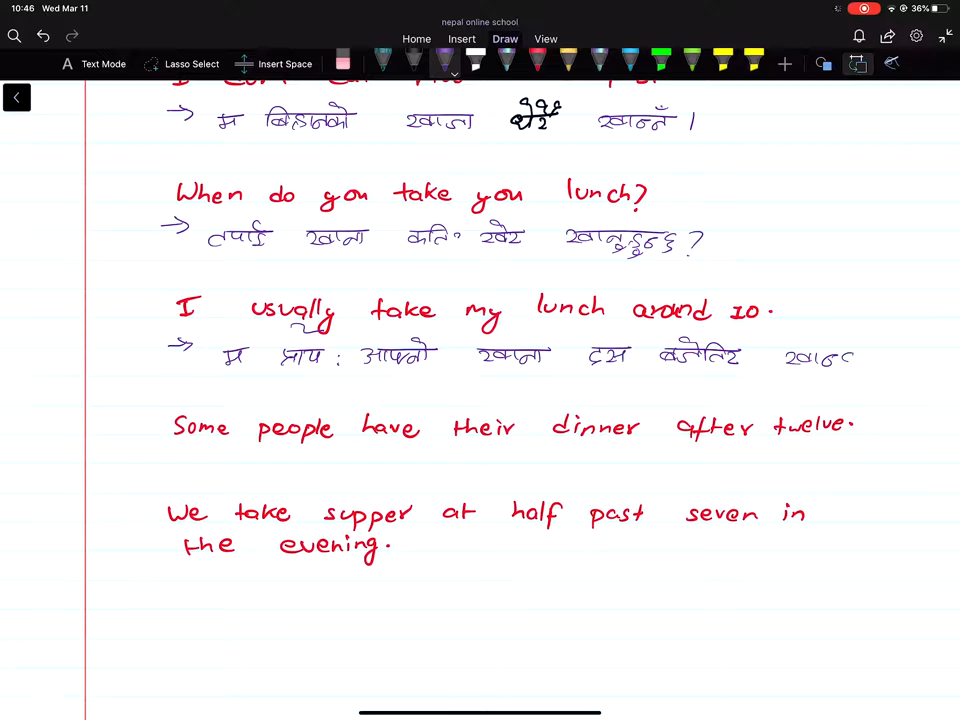 10:46 Wed Mar 11
36%
nepal online school
Home Insert Draw View
Text Mode Lasso Select Insert Space
म बिहानको खाजा खान्नँ ।
When do you take you lunch?
→ तपाई खाना कति खेर खानुहुन्छ ?
I usually take my lunch around 10.
→ म प्राय: आफ्नो खाना दस बजेतिर
Some people have their dinner after twelve.
We take supper at half past seven in
the evening.